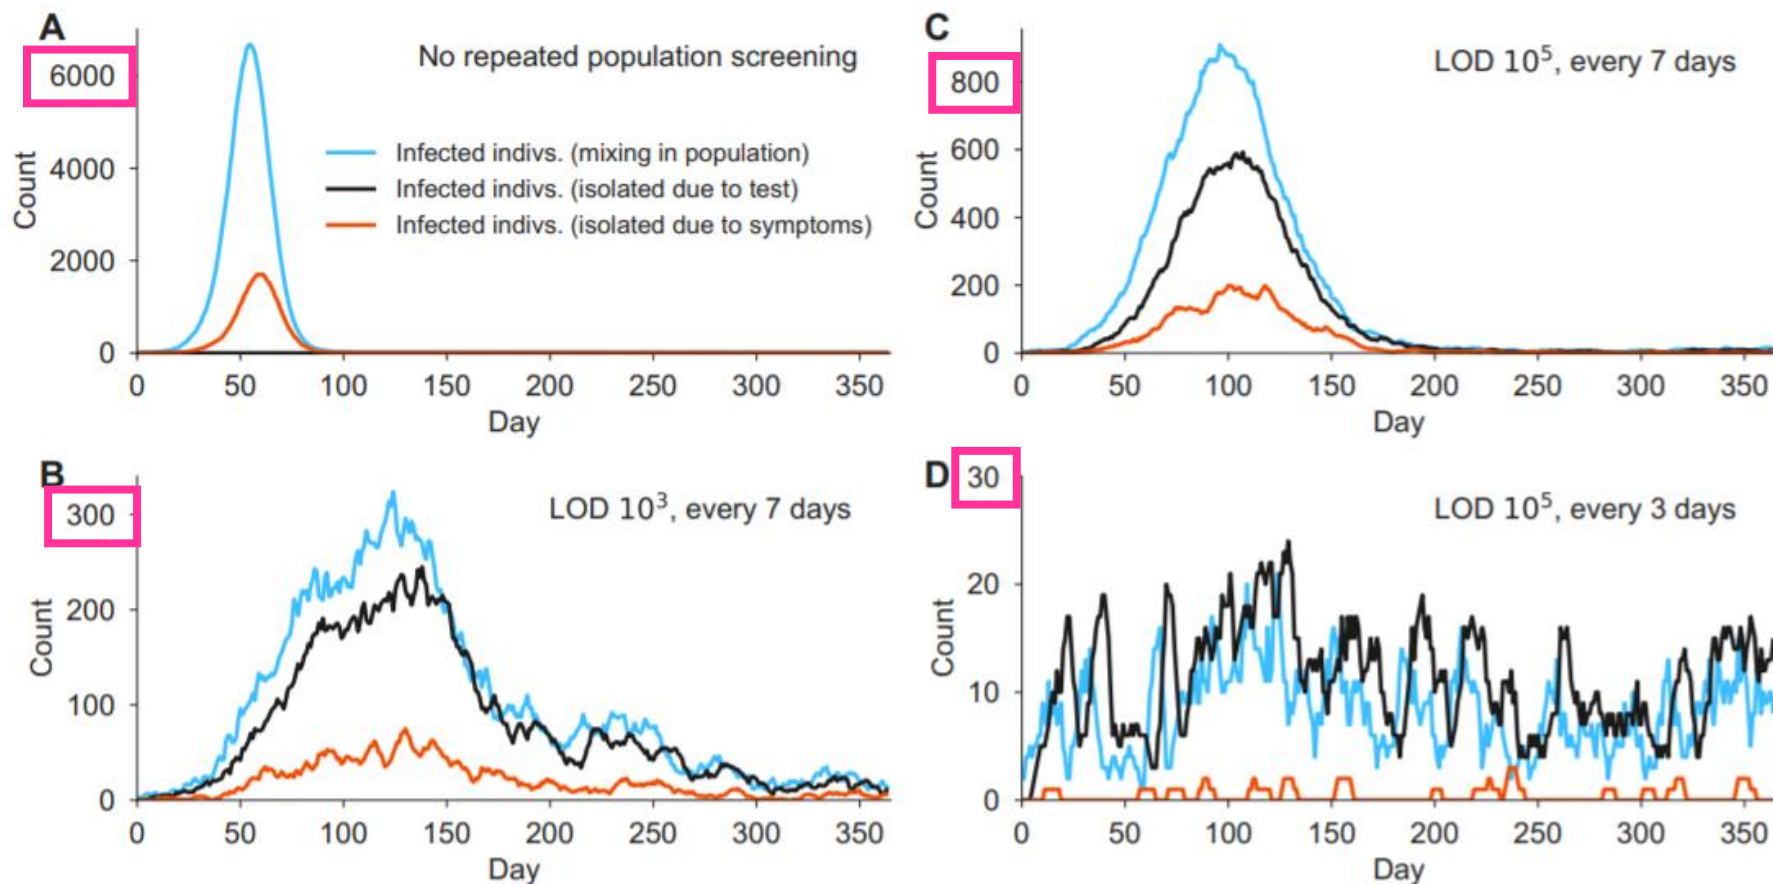 A
No repeated population screening
6000
4000
2000
0
Count
Infected indivs. (mixing in population)
Infected indivs. (isolated due to test)
Infected indivs. (isolated due to symptoms)
0 50 100 150 200 250 300 350
Day
C
LOD 10⁵, every 7 days
800
600
400
200
0
Count
0 50 100 150 200 250 300 350
Day
B
LOD 10³, every 7 days
300
200
100
0
Count
0 50 100 150 200 250 300 350
Day
D
LOD 10⁵, every 3 days
30
20
10
0
Count
0 50 100 150 200 250 300 350
Day